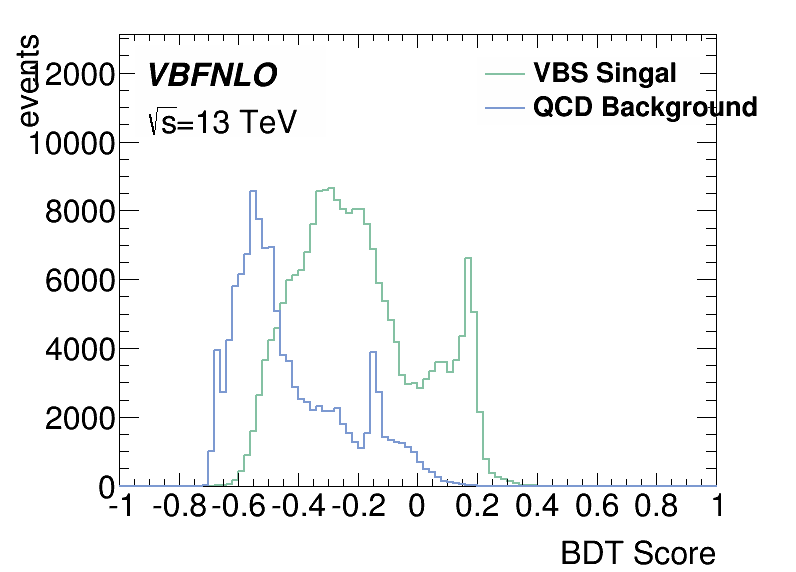 events
12000
10000
8000
6000
4000
2000
0
VBFNLO
√s=13 TeV
VBS Singal
QCD Background
-1 -0.8 -0.6 -0.4 -0.2 0 0.2 0.4 0.6 0.8 1
BDT Score